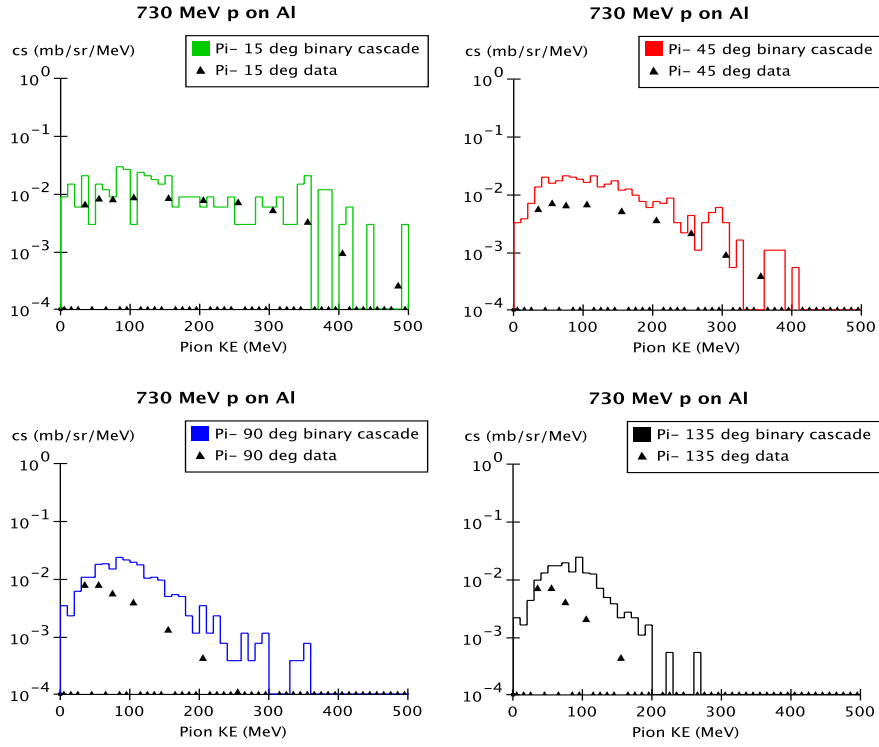 730 MeV p on Al
cs (mb/sr/MeV)
Pi- 15 deg binary cascade
Pi- 15 deg data
10^0
10^-1
10^-2
10^-3
10^-4
0 100 200 300 400 500
Pion KE (MeV)
730 MeV p on Al
cs (mb/sr/MeV)
Pi- 45 deg binary cascade
Pi- 45 deg data
10^0
10^-1
10^-2
10^-3
10^-4
0 100 200 300 400 500
Pion KE (MeV)
730 MeV p on Al
cs (mb/sr/MeV)
Pi- 90 deg binary cascade
Pi- 90 deg data
10^0
10^-1
10^-2
10^-3
10^-4
0 100 200 300 400 500
Pion KE (MeV)
730 MeV p on Al
cs (mb/sr/MeV)
Pi- 135 deg binary cascade
Pi- 135 deg data
10^0
10^-1
10^-2
10^-3
10^-4
0 100 200 300 400 500
Pion KE (MeV)